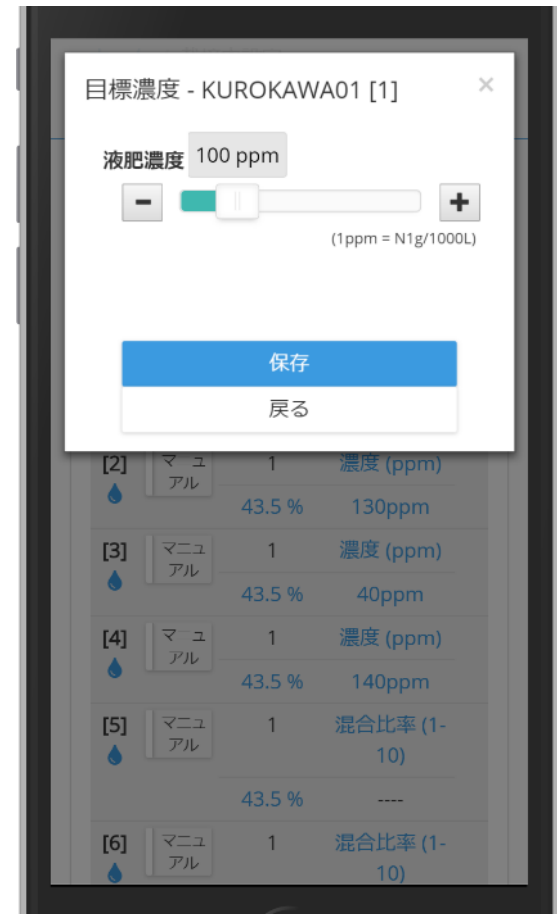 目標濃度 - KUROKAWA01 [1] ×
液肥濃度 100 ppm
− +
(1ppm = N1g/1000L)
保存
戻る
[2] マニュ 1 濃度 (ppm)
アル
43.5 % 130ppm
[3] マニュ 1 濃度 (ppm)
アル
43.5 % 40ppm
[4] マニュ 1 濃度 (ppm)
アル
43.5 % 140ppm
[5] マニュ 1 混合比率 (1-
アル 10)
43.5 % ----
[6] マニュ 1 混合比率 (1-
アル 10)